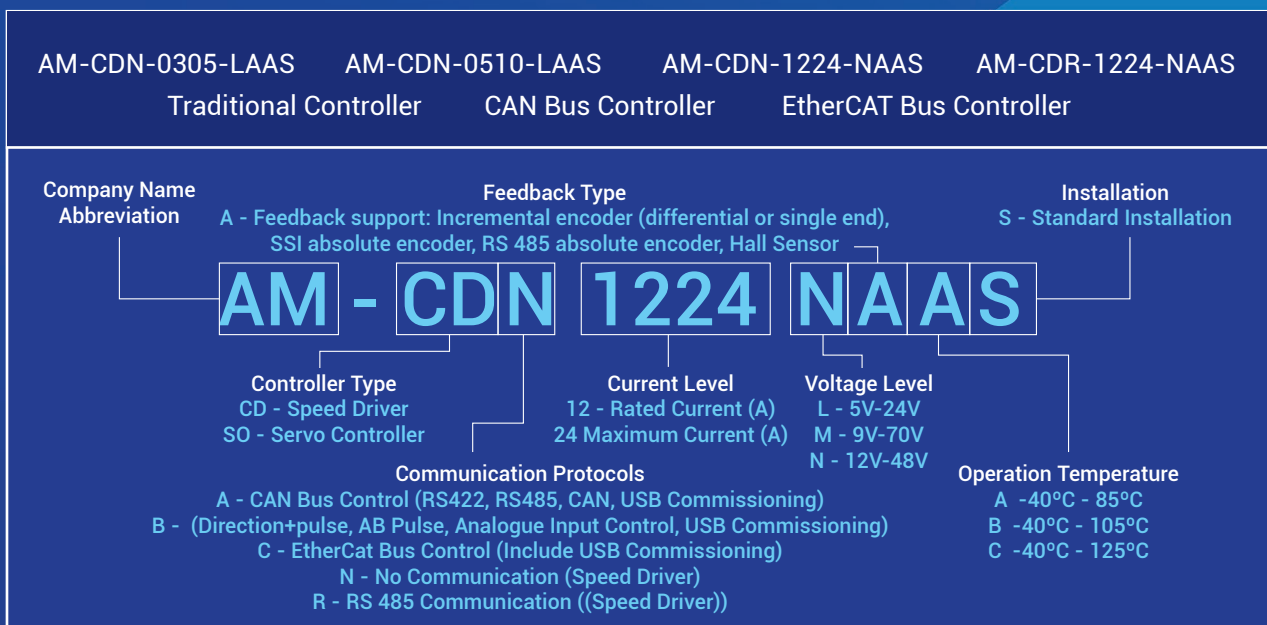 AM-CDN-0305-LAAS AM-CDN-0510-LAAS AM-CDN-1224-NAAS AM-CDR-1224-NAAS
Traditional Controller CAN Bus Controller EtherCAT Bus Controller
Company Name
Abbreviation
Feedback Type
A - Feedback support: Incremental encoder (differential or single end),
SSI absolute encoder, RS 485 absolute encoder, Hall Sensor
Installation
S - Standard Installation
AM - CDN 1224 NAAS
Controller Type
CD - Speed Driver
SO - Servo Controller
Current Level
12 - Rated Current (A)
24 Maximum Current (A)
Voltage Level
L - 5V-24V
M - 9V-70V
N - 12V-48V
Communication Protocols
A - CAN Bus Control (RS422, RS485, CAN, USB Commissioning)
B - (Direction+pulse, AB Pulse, Analogue Input Control, USB Commissioning)
C - EtherCat Bus Control (Include USB Commissioning)
N - No Communication (Speed Driver)
R - RS 485 Communication ((Speed Driver))
Operation Temperature
A -40ºC - 85ºC
B -40ºC - 105ºC
C -40ºC - 125ºC